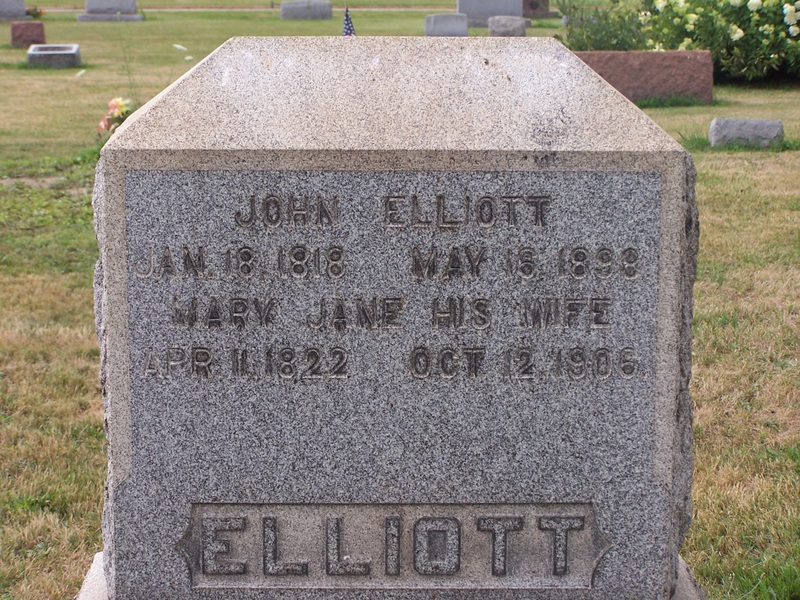 JOHN ELLIOTT
JAN. 18, 1818 MAY 16, 1898.
MARY JANE HIS WIFE
APR. 11, 1822 OCT 12, 1906
ELLIOTT